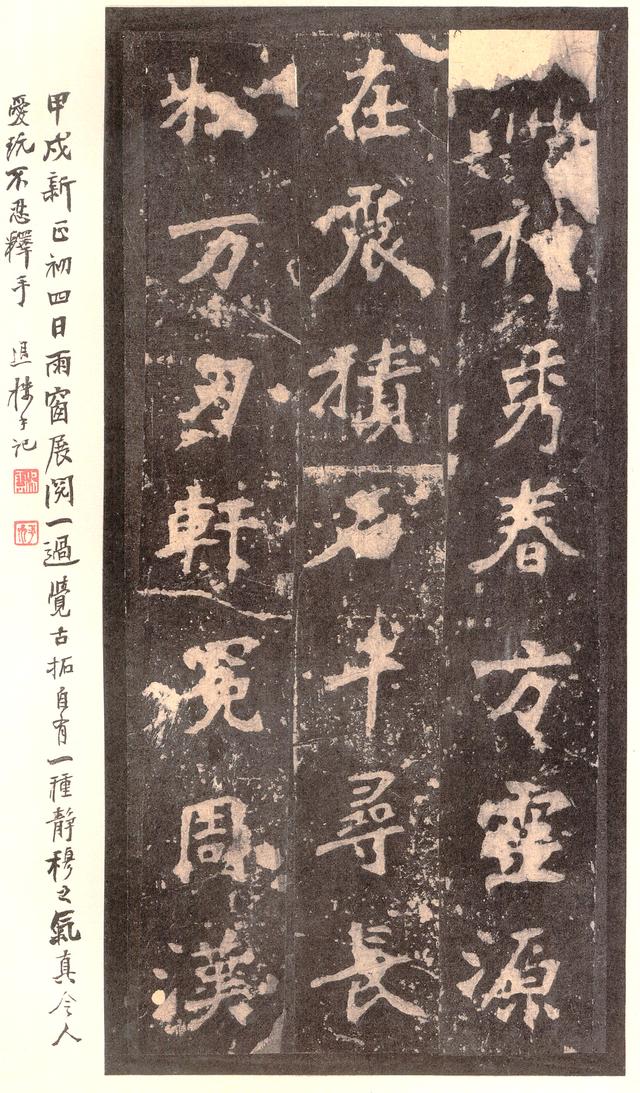 神秀春方靈源
在震積石千尋長
松万刃軒冕周漢
甲戌新正初四日雨窗展閱一過覺古拓自有一種靜穆之氣真令人
愛玩不忍釋手 退樓記